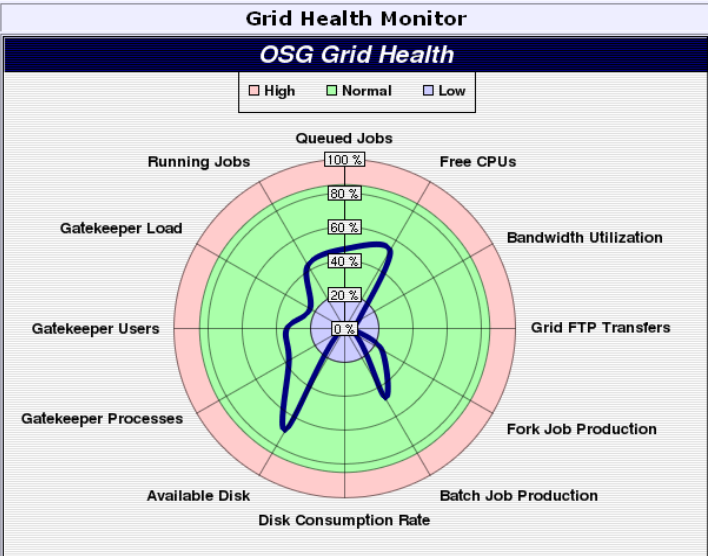 Grid Health Monitor
OSG Grid Health
High Normal Low
Queued Jobs
Running Jobs
Free CPUs
Gatekeeper Load
Bandwidth Utilization
Gatekeeper Users
Grid FTP Transfers
Gatekeeper Processes
Fork Job Production
Available Disk
Batch Job Production
Disk Consumption Rate
100 %
80 %
60 %
40 %
20 %
0 %